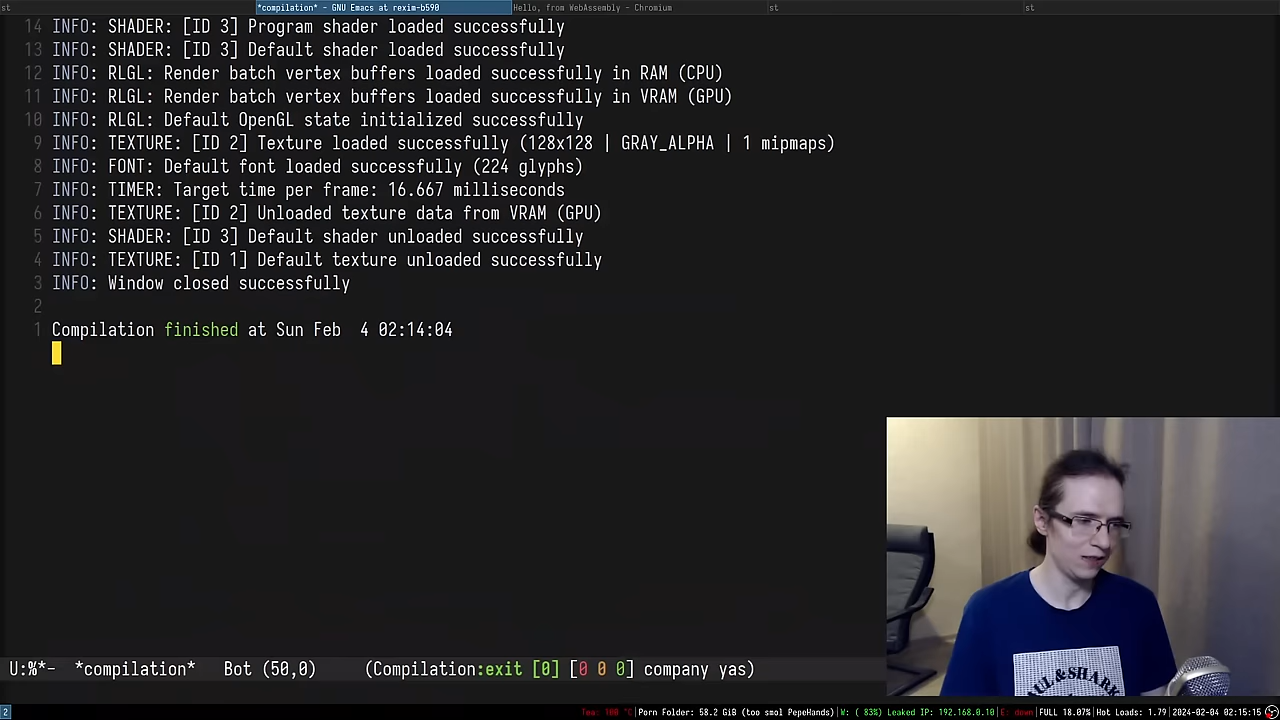 st
*compilation* - GNU Emacs at rexim-b590
Hello, from WebAssembly - Chromium
st
st
14 INFO: SHADER: [ID 3] Program shader loaded successfully
13 INFO: SHADER: [ID 3] Default shader loaded successfully
12 INFO: RLGL: Render batch vertex buffers loaded successfully in RAM (CPU)
11 INFO: RLGL: Render batch vertex buffers loaded successfully in VRAM (GPU)
10 INFO: RLGL: Default OpenGL state initialized successfully
9 INFO: TEXTURE: [ID 2] Texture loaded successfully (128x128 | GRAY_ALPHA | 1 mipmaps)
8 INFO: FONT: Default font loaded successfully (224 glyphs)
7 INFO: TIMER: Target time per frame: 16.667 milliseconds
6 INFO: TEXTURE: [ID 2] Unloaded texture data from VRAM (GPU)
5 INFO: SHADER: [ID 3] Default shader unloaded successfully
4 INFO: TEXTURE: [ID 1] Default texture unloaded successfully
3 INFO: Window closed successfully
2
1 Compilation finished at Sun Feb  4 02:14:04
U:%*-  *compilation*   Bot (50,0)     (Compilation:exit [0] [0 0 0] company yas)
&SHARK
2
Tea: 100 °C|Porn Folder: 58.2 GiB (too smol PepeHands)|W: ( 83%) Leaked IP: 192.168.0.10|E: down|FULL 18.07%|Hot Loads: 1.79|2024-02-04 02:15:15